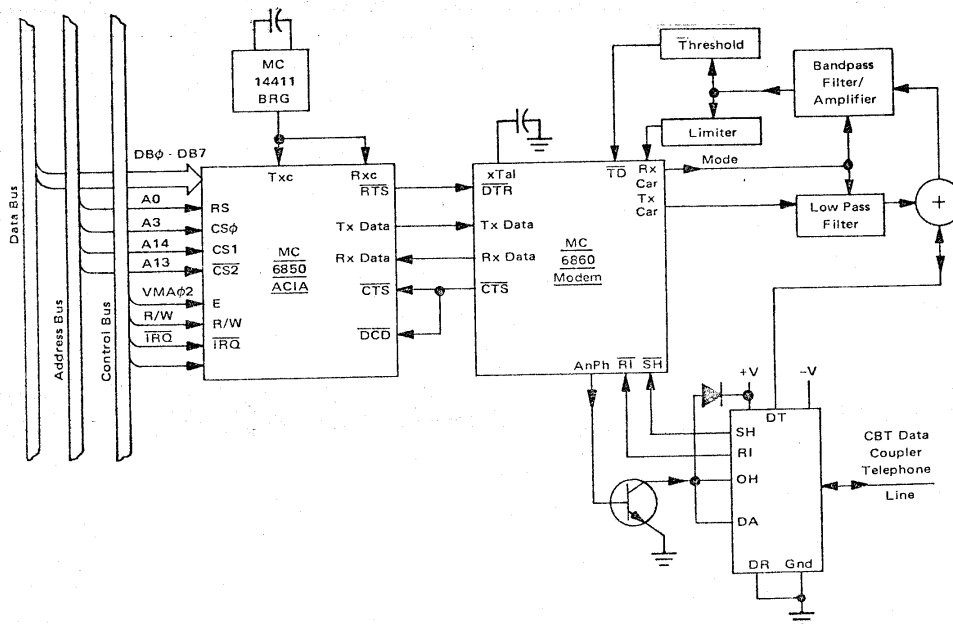 MC
14411
BRG
Threshold
Bandpass
Filter/
Amplifier
Limiter
Mode
Low Pass
Filter
+
DBφ - DB7
A0
A3
A14
A13
VMAφ2
R/W
IRQ
Data Bus
Address Bus
Control Bus
Txc
Rxc
RTS
RS
CSφ
CS1
CS2
E
R/W
IRQ
Tx Data
Rx Data
CTS
DCD
MC
6850
ACIA
xTal
DTR
TD
Rx
Car
Tx
Car
Tx Data
Rx Data
CTS
MC
6860
Modem
AnPh
RI
SH
+V
–V
DT
SH
RI
OH
DA
DR
Gnd
CBT Data
Coupler
Telephone
Line